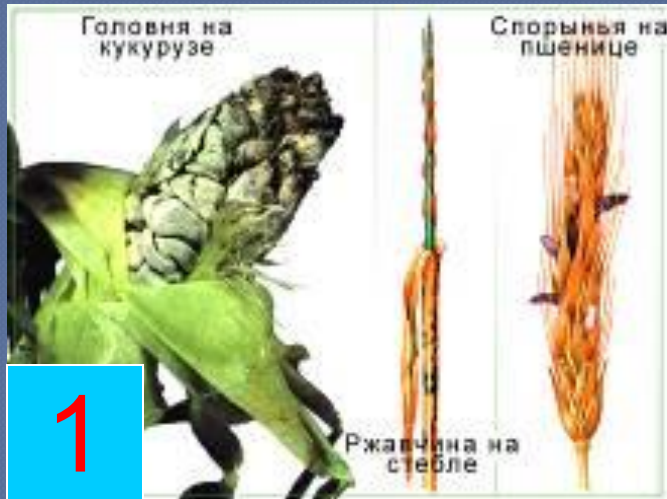 Головня на
кукурузе
Спорынья на
пшенице
Ржавчина на
стебле
1